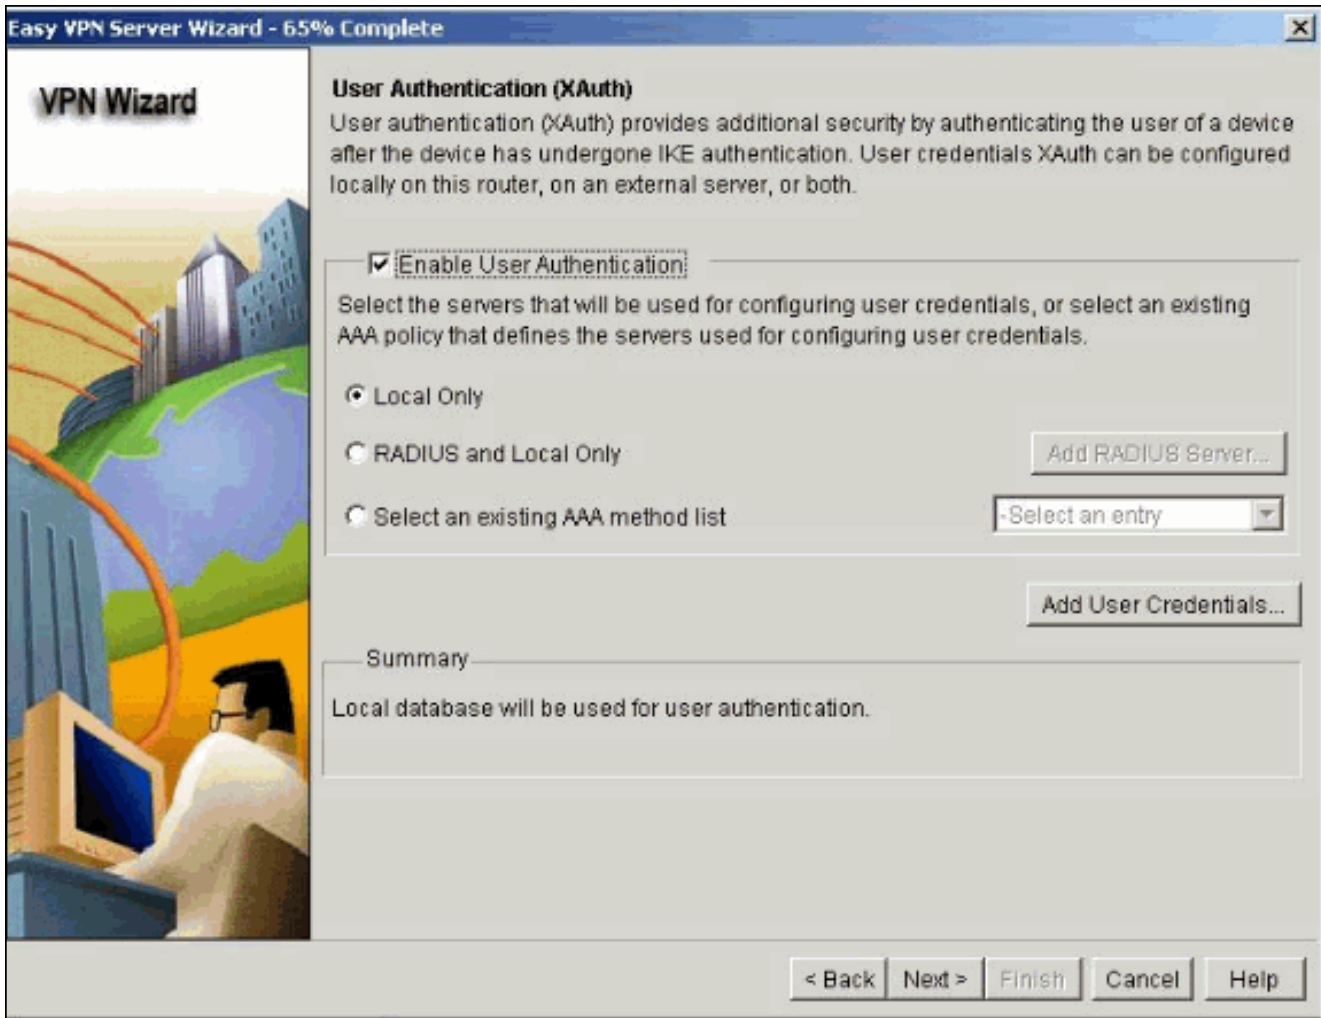 Easy VPN Server Wizard - 65% Complete
VPN Wizard
User Authentication (XAuth)
User authentication (XAuth) provides additional security by authenticating the user of a device
after the device has undergone IKE authentication. User credentials XAuth can be configured
locally on this router, on an external server, or both.
Enable User Authentication
Select the servers that will be used for configuring user credentials, or select an existing
AAA policy that defines the servers used for configuring user credentials.
Local Only
RADIUS and Local Only
Add RADIUS Server...
Select an existing AAA method list
-Select an entry
Add User Credentials...
Summary
Local database will be used for user authentication.
< Back
Next >
Finish
Cancel
Help